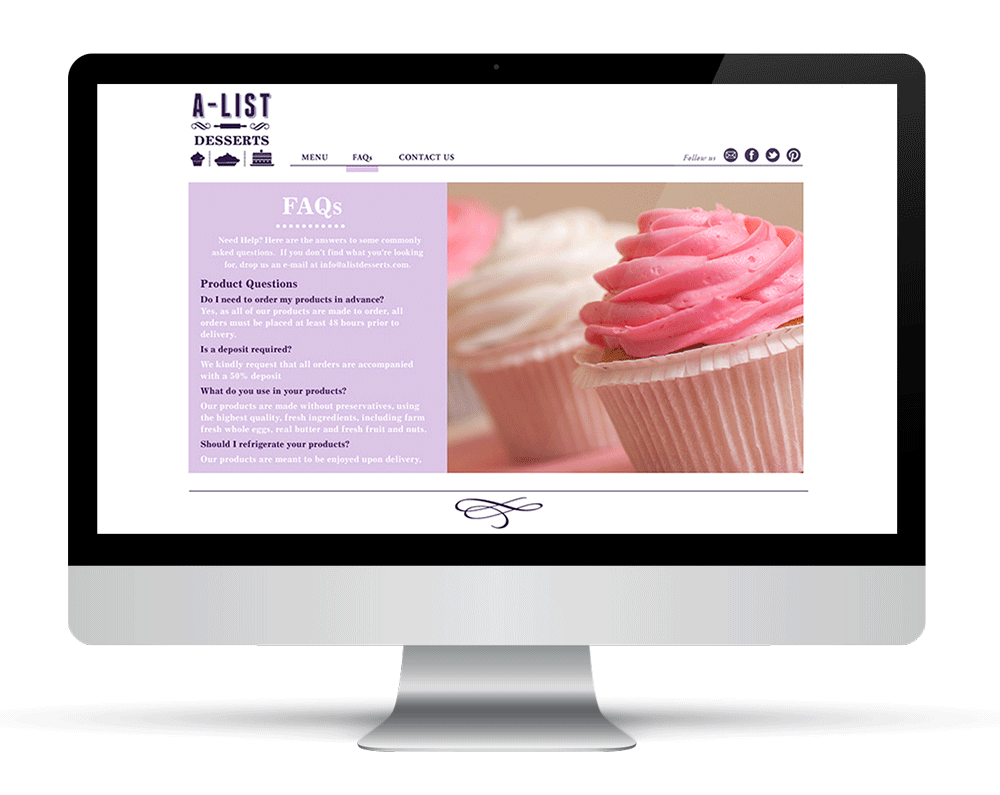 A-LIST
DESSERTS
MENU
FAQs
CONTACT US
Follow us
FAQs
Need Help? Here are the answers to some commonly
asked questions. If you don't find what you're looking
for, drop us an e-mail at info@alistdesserts.com.
Product Questions
Do I need to order my products in advance?
Yes, as all of our products are made to order, all
orders must be placed at least 48 hours prior to
delivery.
Is a deposit required?
We kindly request that all orders are accompanied
with a 50% deposit
What do you use in your products?
Our products are made without preservatives, using
the highest quality, fresh ingredients, including farm
fresh whole eggs, real butter and fresh fruit and nuts.
Should I refrigerate your products?
Our products are meant to be enjoyed upon delivery.